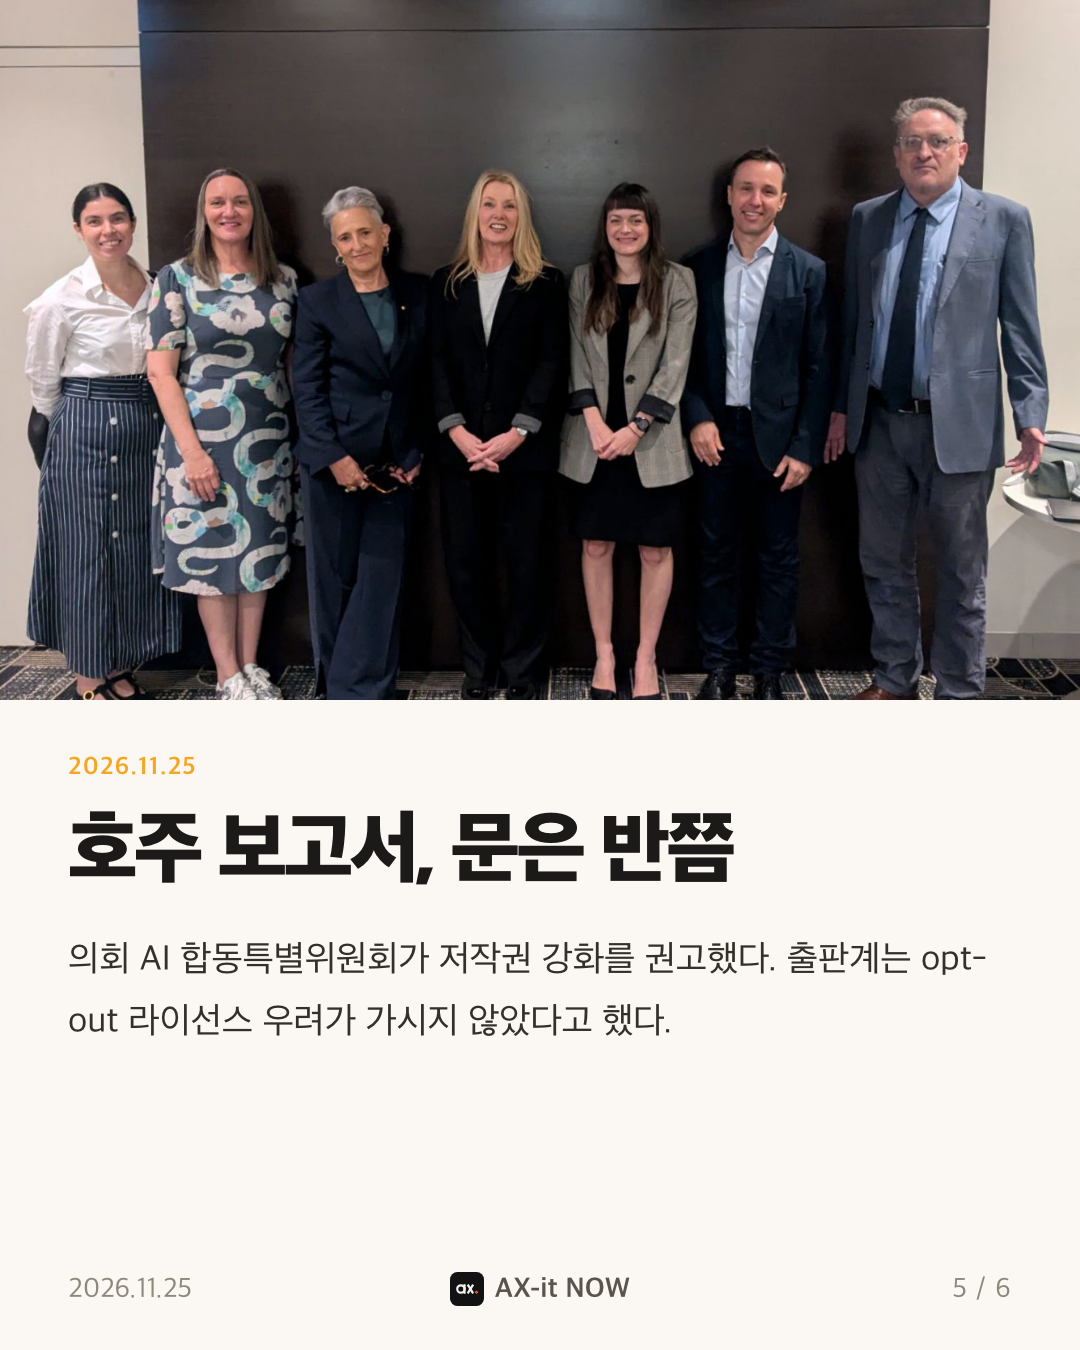 2026.11.25
호주 보고서, 문은 반쯤
의회 AI 합동특별위원회가 저작권 강화를 권고했다. 출판계는 opt-
out 라이선스 우려가 가시지 않았다고 했다.
2026.11.25
ax.
AX-it NOW
5 / 6